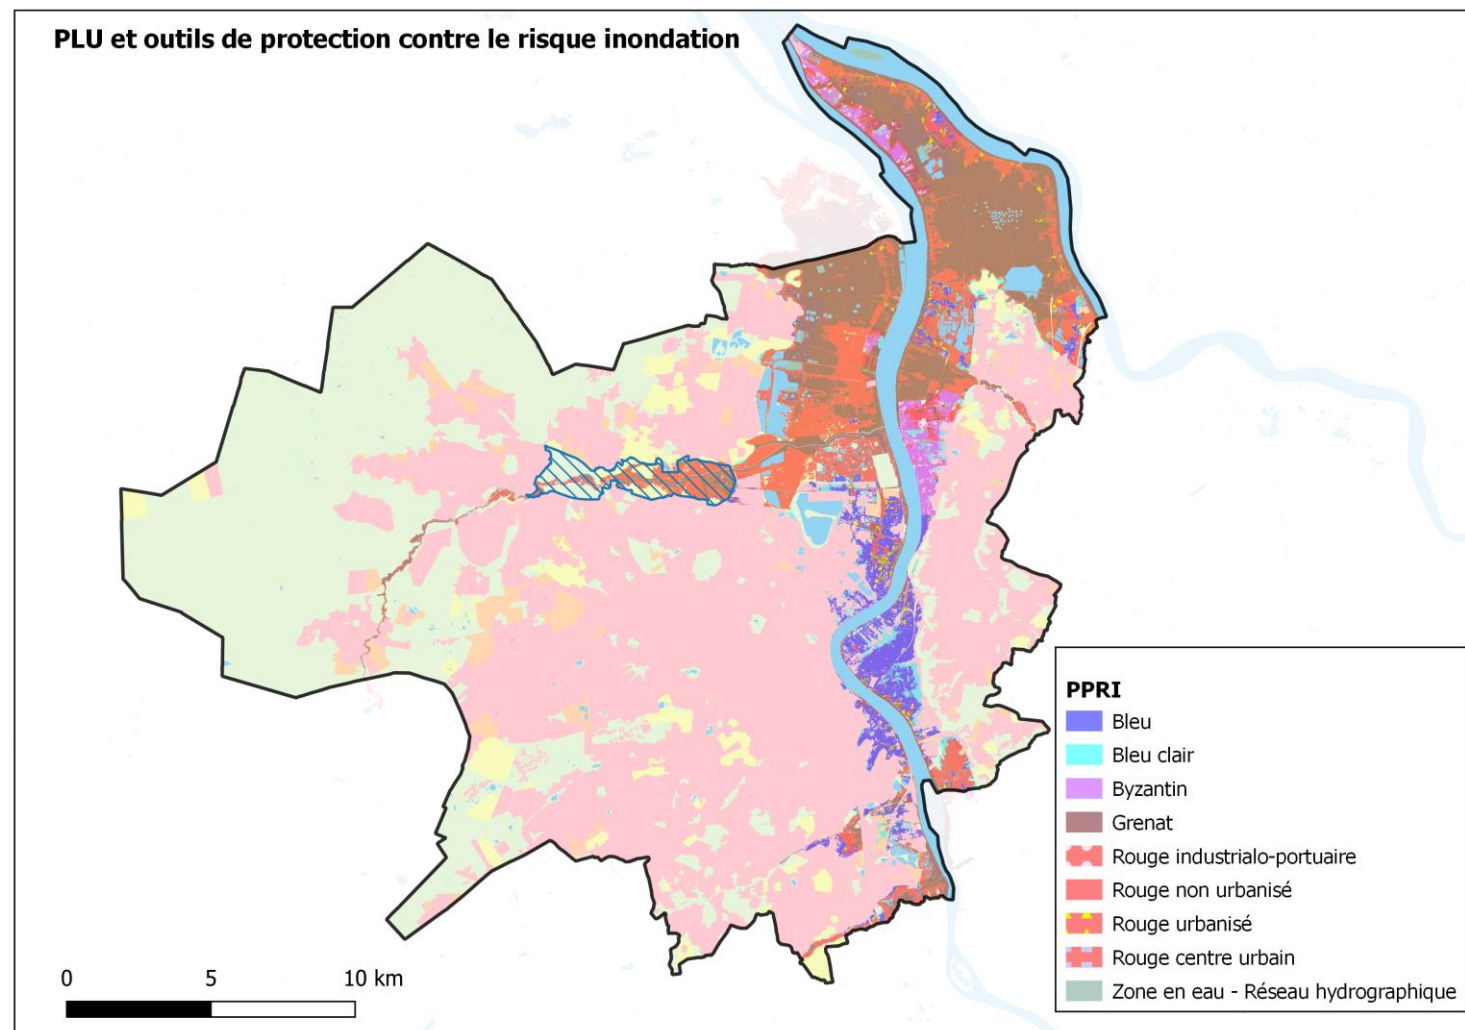 PLU et outils de protection contre le risque inondation
PPRI
Bleu
Bleu clair
Byzantin
Grenat
Rouge industrialo-portuaire
Rouge non urbanisé
Rouge urbanisé
Rouge centre urbain
Zone en eau - Réseau hydrographique
0 5 10 km